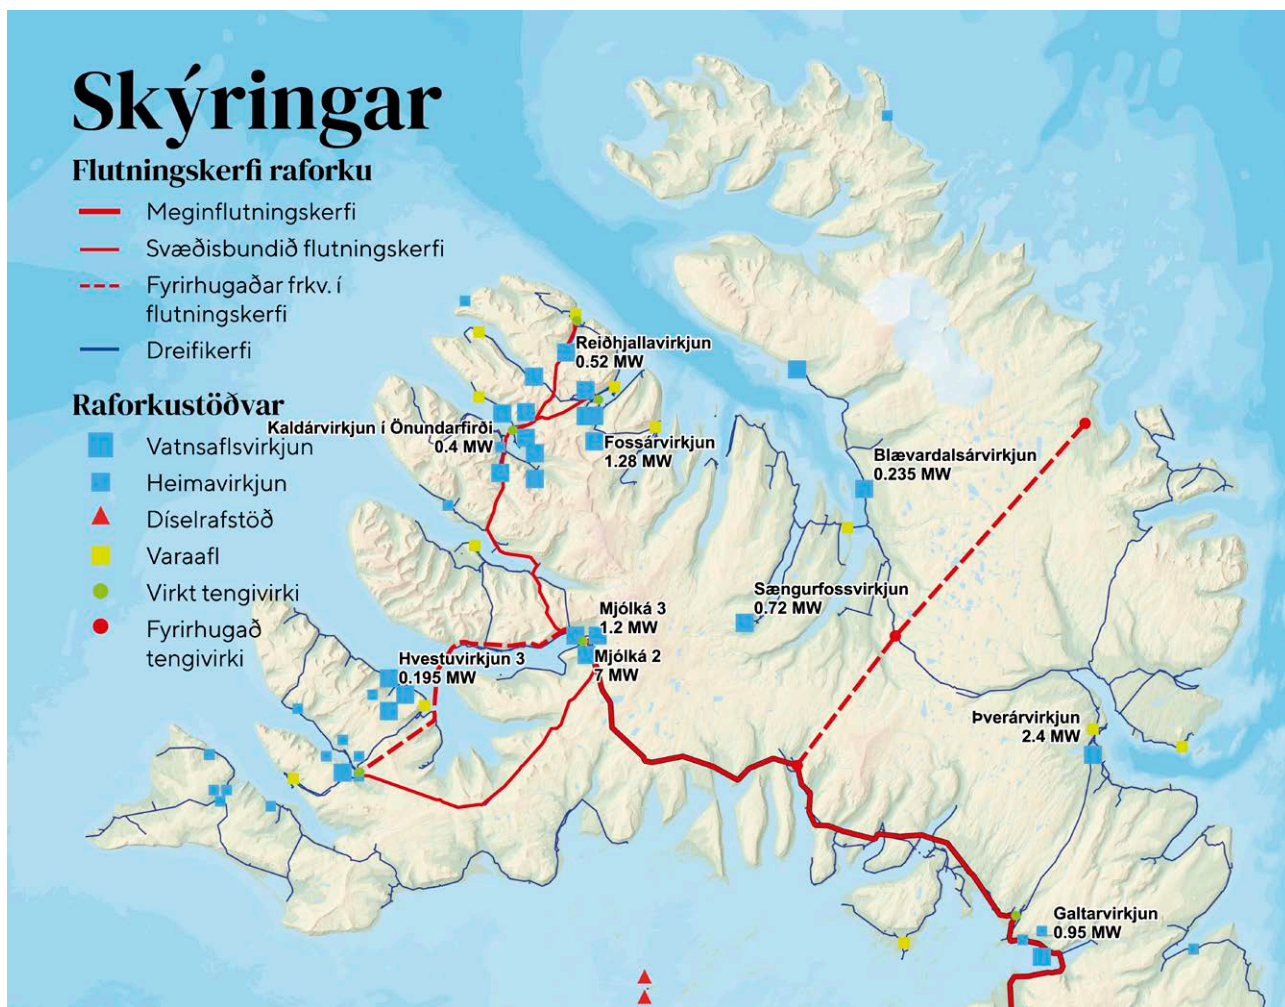 Skýringar
Flutningskerfi raforku
Meginflutningskerfi
Svæðisbundið flutningskerfi
Fyrirhugaðar frkv. í
flutningskerfi
Dreifikerfi
Raforkustöðvar
Vatnsaflsvirkjun
Heimavirkjun
Díselrafstöð
Varaafl
Virkt tengivirki
Fyrirhugað
tengivirki
Reiðhjallavirkjun
0.52 MW
Kaldárvirkjun í Önundarfirði
0.4 MW
Fossárvirkjun
1.28 MW
Blævardalsárvirkjun
0.235 MW
Sængurfossvirkjun
0.72 MW
Mjólká 3
1.2 MW
Mjólká 2
7 MW
Hvestuvirkjun 3
0.195 MW
Þverárvirkjun
2.4 MW
Galtarvirkjun
0.95 MW